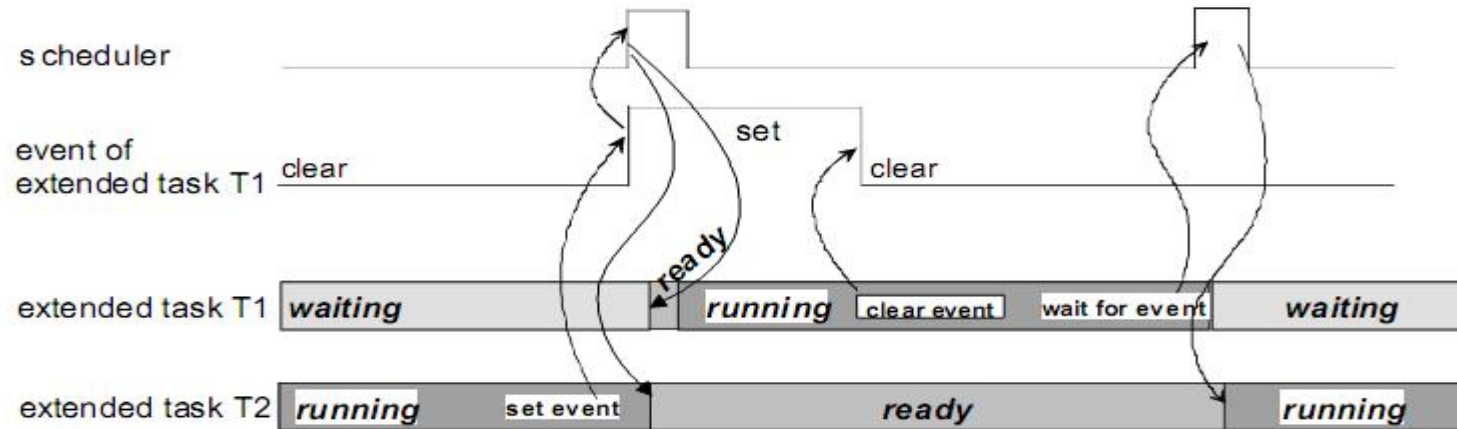 scheduler
event of
extended task T1
clear
set
clear
ready
extended task T1
waiting
running
clear event
wait for event
waiting
extended task T2
running
set event
ready
running